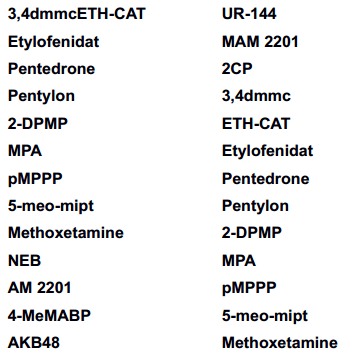 3,4dmmcETH-CAT UR-144
Etylofenidat MAM 2201
Pentedrone 2CP
Pentylon 3,4dmmc
2-DPMP ETH-CAT
MPA Etylofenidat
pMPPP Pentedrone
5-meo-mipt Pentylon
Methoxetamine 2-DPMP
NEB MPA
AM 2201 pMPPP
4-MeMABP 5-meo-mipt
AKB48 Methoxetamine